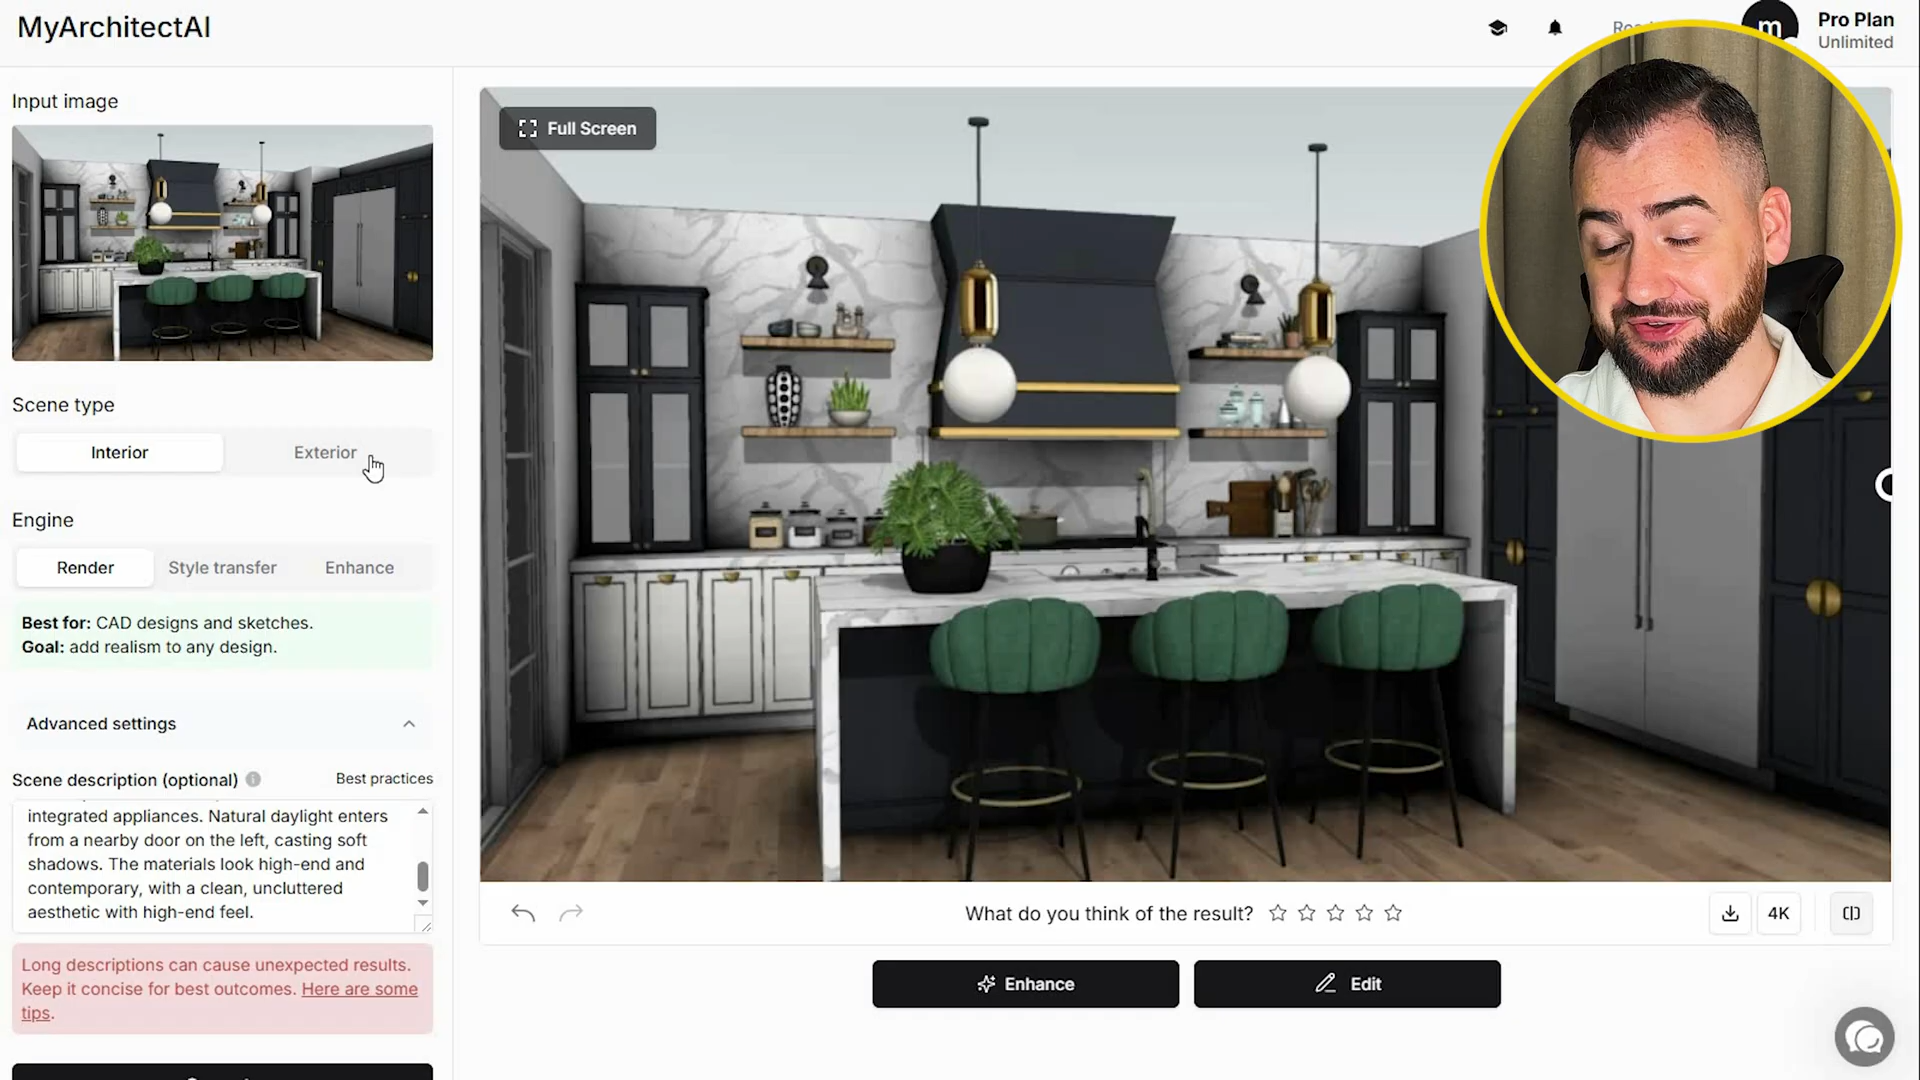 MyArchitectAI
m
Pro Plan
Unlimited
Input image
Full Screen
Scene type
Interior
Exterior
Engine
Render
Style transfer
Enhance
Best for: CAD designs and sketches.
Goal: add realism to any design.
Advanced settings
Scene description (optional)
Best practices
integrated appliances. Natural daylight enters
from a nearby door on the left, casting soft
shadows. The materials look high-end and
contemporary, with a clean, uncluttered
aesthetic with high-end feel.
Long descriptions can cause unexpected results.
Keep it concise for best outcomes. Here are some
tips.
What do you think of the result?
4K
Enhance
Edit